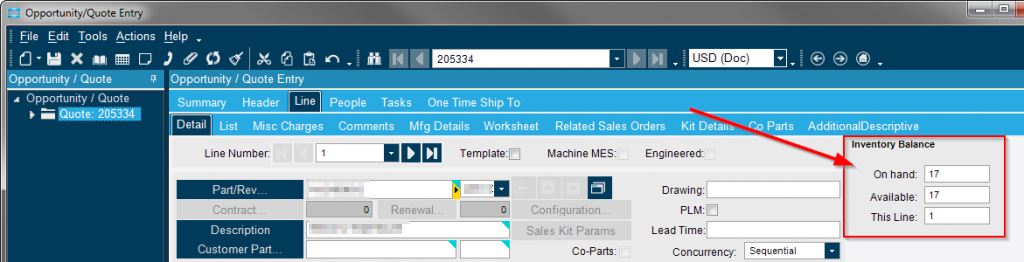 Opportunity/Quote Entry
File Edit Tools Actions Help
205334 USD (Doc)
Opportunity / Quote Opportunity / Quote Entry
Opportunity / Quote
Quote: 205334
Summary Header Line People Tasks One Time Ship To
Detail List Misc Charges Comments Mfg Details Worksheet Related Sales Orders Kit Details Co Parts AdditionalDescriptive
Line Number: 1 Template: Machine MES: Engineered:
Inventory Balance
On hand: 17
Available: 17
This Line: 1
Part/Rev... Drawing:
Contract... 0 Renewal... 0 Configuration... PLM:
Description Sales Kit Params Lead Time:
Customer Part... Co-Parts: Concurrency: Sequential